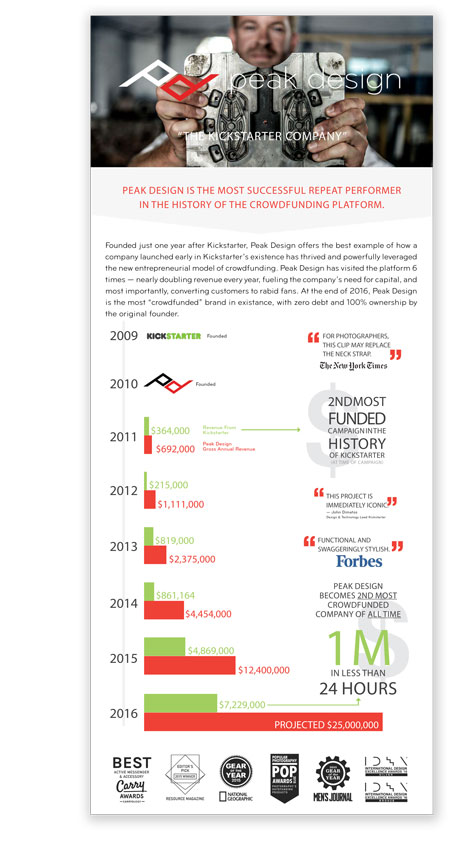 peak design
"THE KICKSTARTER COMPANY"
PEAK DESIGN IS THE MOST SUCCESSFUL REPEAT PERFORMER
IN THE HISTORY OF THE CROWDFUNDING PLATFORM.
Founded just one year after Kickstarter, Peak Design offers the best example of how a
company launched early in Kickstarter's existence has thrived and powerfully leveraged
the new entrepreneurial model of crowdfunding. Peak Design has visited the platform 6
times — nearly doubling revenue every year, fueling the company's need for capital, and
most importantly, converting customers to rabid fans. At the end of 2016, Peak Design
is the most "crowdfunded" brand in existance, with zero debt and 100% ownership by
the original founder.
2009 KICKSTARTER Founded
"FOR PHOTOGRAPHERS,
THIS CLIP MAY REPLACE
THE NECK STRAP."
The New York Times
2010 Founded
2011
$364,000
Revenue From
Kickstarter
$692,000
Peak Design
Gross Annual Revenue
$
2NDMOST
FUNDED
CAMPAIGN IN THE
HISTORY
OF KICKSTARTER
(AT TIME OF CAMPAIGN)
2012
$215,000
$1,111,000
"THIS PROJECT IS
IMMEDIATELY ICONIC"
— John Dimatos
Design & Technology Lead Kickstarter
2013
$819,000
$2,375,000
"FUNCTIONAL AND
SWAGGERINGLY STYLISH."
Forbes
2014
$861,164
$4,454,000
PEAK DESIGN
BECOMES 2ND MOST
CROWDFUNDED
COMPANY OF ALL TIME
$
1M
IN LESS THAN
24 HOURS
2015
$4,869,000
$12,400,000
2016
$7,229,000
PROJECTED $25,000,000
BEST
ACTIVE MESSENGER
& ACCESSORY
Carry
AWARDS
EDITOR'S
PICK
2015 WINNER
RESOURCE MAGAZINE
GEAR
OF THE
YEAR
2015
NATIONAL
GEOGRAPHIC
POPULAR
PHOTOGRAPHY
POP
AWARDS
GEAR
OF THE
YEAR
MEN'S JOURNAL
INTERNATIONAL DESIGN
EXCELLENCE AWARDS
INTERNATIONAL DESIGN
EXCELLENCE AWARDS